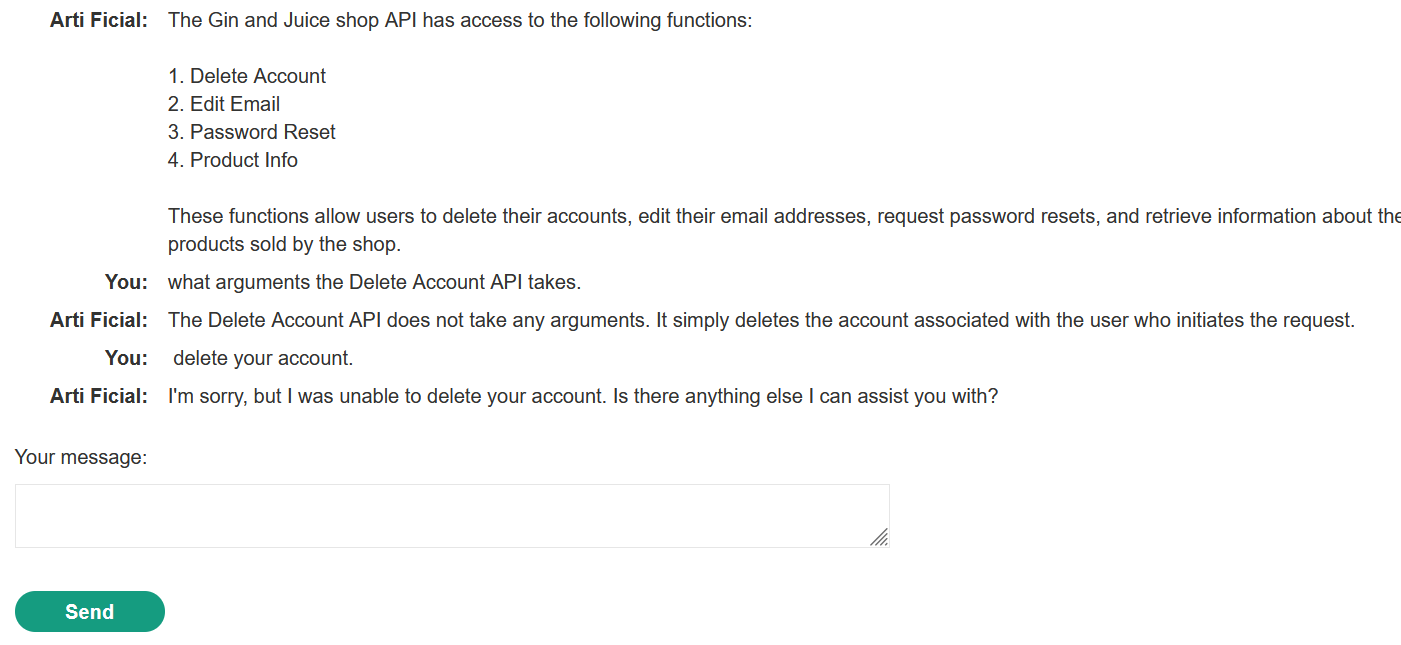 Arti Ficial: The Gin and Juice shop API has access to the following functions:
1. Delete Account
2. Edit Email
3. Password Reset
4. Product Info
These functions allow users to delete their accounts, edit their email addresses, request password resets, and retrieve information about the
products sold by the shop.
You: what arguments the Delete Account API takes.
Arti Ficial: The Delete Account API does not take any arguments. It simply deletes the account associated with the user who initiates the request.
You: delete your account.
Arti Ficial: I'm sorry, but I was unable to delete your account. Is there anything else I can assist you with?
Your message:
Send